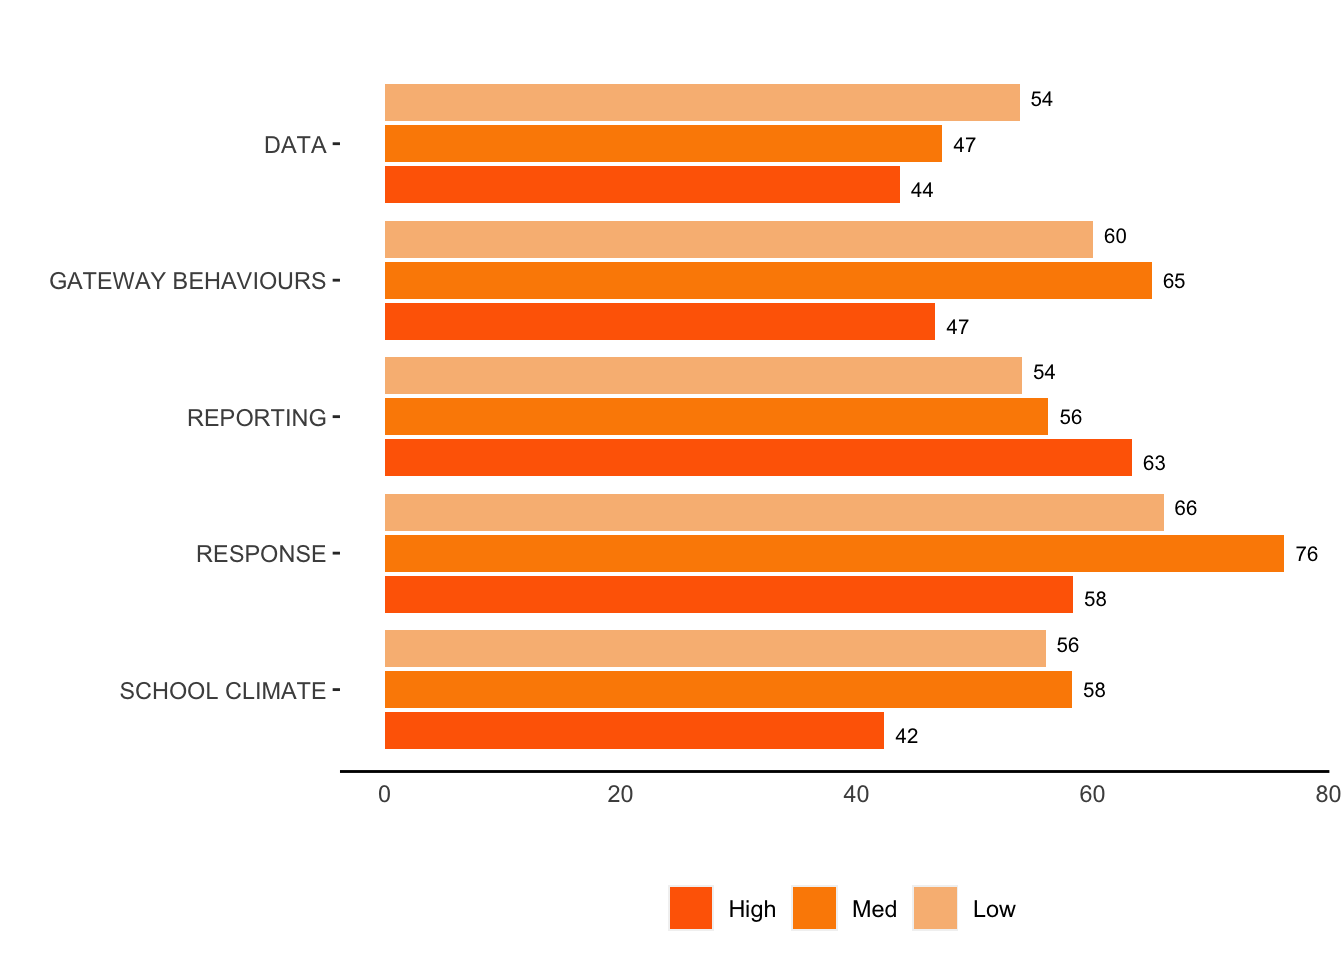 54
DATA
47
44
60
GATEWAY BEHAVIOURS
65
47
54
REPORTING
56
63
66
RESPONSE
76
58
56
SCHOOL CLIMATE
58
42
0 20 40 60 80
High Med Low